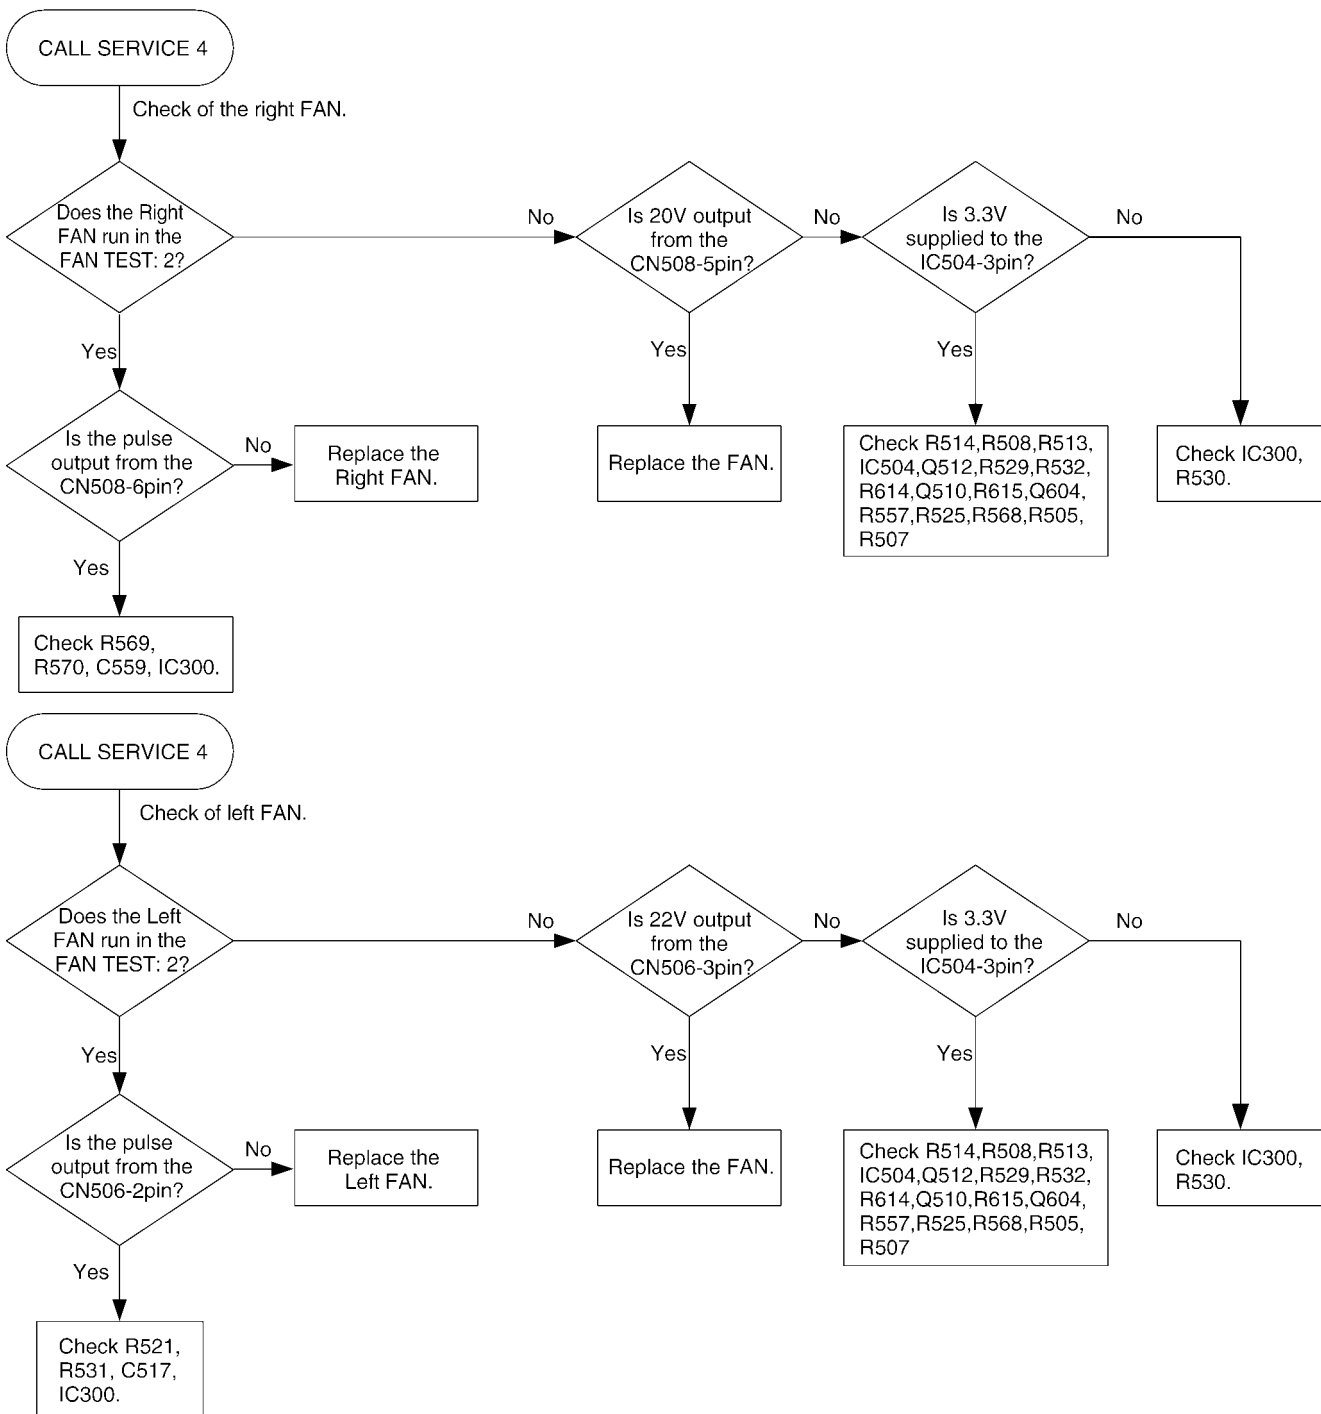 CALL SERVICE 4
Check of the right FAN.
Does the Right
FAN run in the
FAN TEST: 2?
No
Is 20V output
from the
CN508-5pin?
No
Is 3.3V
supplied to the
IC504-3pin?
No
Yes
Yes
Yes
Is the pulse
output from the
CN508-6pin?
No
Replace the
Right FAN.
Replace the FAN.
Check R514,R508,R513,
IC504,Q512,R529,R532,
R614,Q510,R615,Q604,
R557,R525,R568,R505,
R507
Check IC300,
R530.
Yes
Check R569,
R570, C559, IC300.
CALL SERVICE 4
Check of left FAN.
Does the Left
FAN run in the
FAN TEST: 2?
No
Is 22V output
from the
CN506-3pin?
No
Is 3.3V
supplied to the
IC504-3pin?
No
Yes
Yes
Yes
Is the pulse
output from the
CN506-2pin?
No
Replace the
Left FAN.
Replace the FAN.
Check R514,R508,R513,
IC504,Q512,R529,R532,
R614,Q510,R615,Q604,
R557,R525,R568,R505,
R507
Check IC300,
R530.
Yes
Check R521,
R531, C517,
IC300.